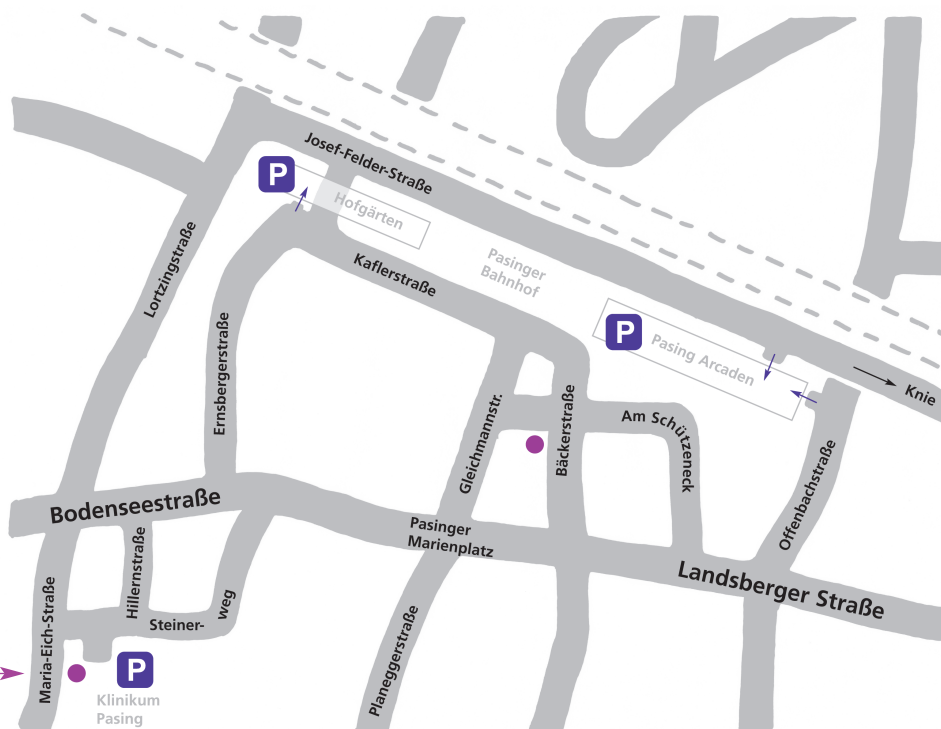 Josef-Felder-Straße
P
Hofgärten
Lortzingstraße
Kaflerstraße
Pasinger
Bahnhof
P
Pasing Arcaden
Knie
Ernsbergerstraße
Gleichmannstr.
Bäckerstraße
Am Schützeneck
Offenbachstraße
Bodenseestraße
Pasinger
Marienplatz
Landsberger Straße
Hillernstraße
Maria-Eich-Straße
Steiner-
weg
Planeggerstraße
P
Klinikum
Pasing